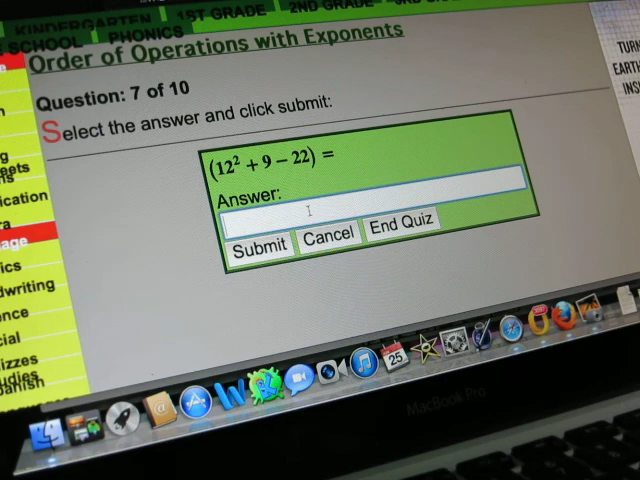 KINDERGARTEN 1ST GRADE 2ND GRADE
SCHOOL PHONICS
Order of Operations with Exponents
Question: 7 of 10
Select the answer and click submit:
(12² + 9 − 22) =
Answer:
Submit Cancel End Quiz
TURN
EARTH
INS
eets
ication
ra
age
ics
dwriting
ence
cial
izzes
udies
panish
25
MacBook Pro